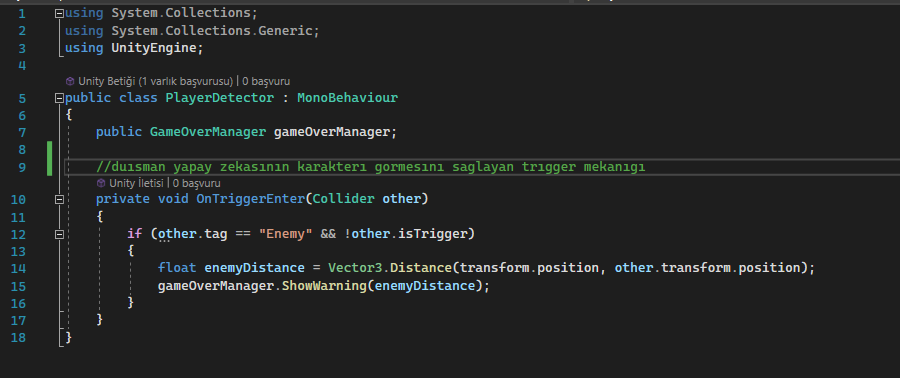 1 using System.Collections;
2 using System.Collections.Generic;
3 using UnityEngine;
4
Unity Betiği (1 varlık başvurusu) | 0 başvuru
5 public class PlayerDetector : MonoBehaviour
6 {
7 public GameOverManager gameOverManager;
8
9 //duısman yapay zekasının karakterı gormesını saglayan trıgger mekanıgı
Unity İletisi | 0 başvuru
10 private void OnTriggerEnter(Collider other)
11 {
12 if (other.tag == "Enemy" && !other.isTrigger)
13 {
14 float enemyDistance = Vector3.Distance(transform.position, other.transform.position);
15 gameOverManager.ShowWarning(enemyDistance);
16 }
17 }
18 }